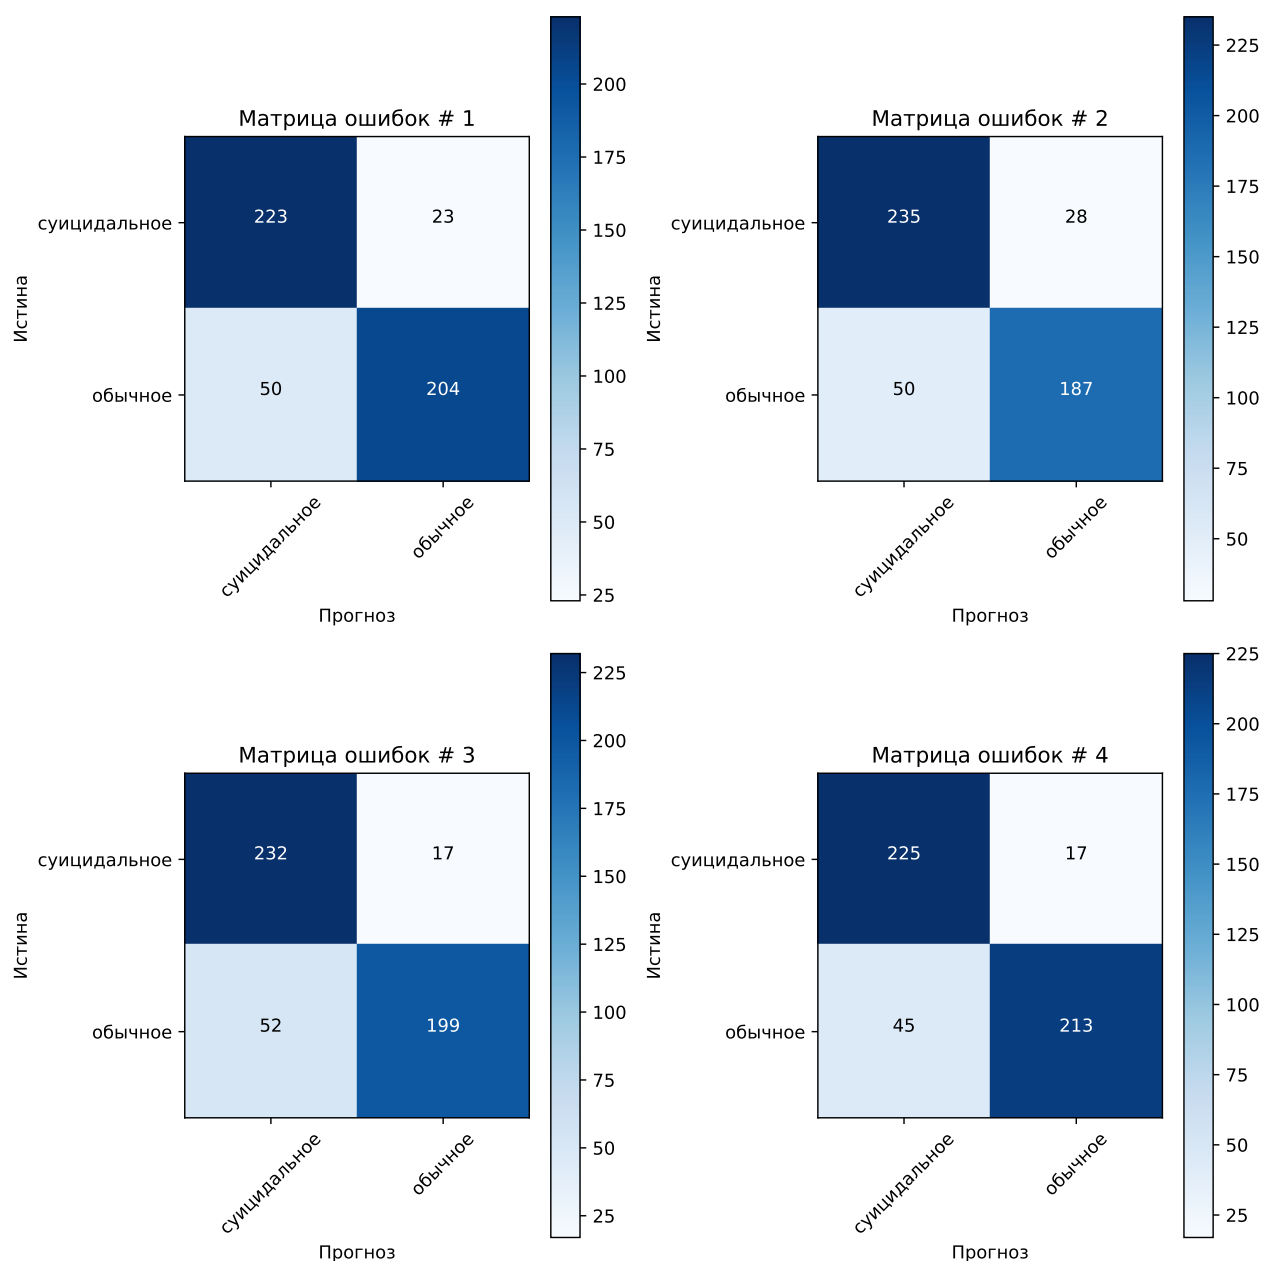 Матрица ошибок # 1
200
175
150
125
100
75
50
25
суицидальное
обычное
Истина
223
23
50
204
суицидальное
обычное
Прогноз
Матрица ошибок # 2
225
200
175
150
125
100
75
50
суицидальное
обычное
Истина
235
28
50
187
суицидальное
обычное
Прогноз
Матрица ошибок # 3
225
200
175
150
125
100
75
50
25
суицидальное
обычное
Истина
232
17
52
199
суицидальное
обычное
Прогноз
Матрица ошибок # 4
225
200
175
150
125
100
75
50
25
суицидальное
обычное
Истина
225
17
45
213
суицидальное
обычное
Прогноз